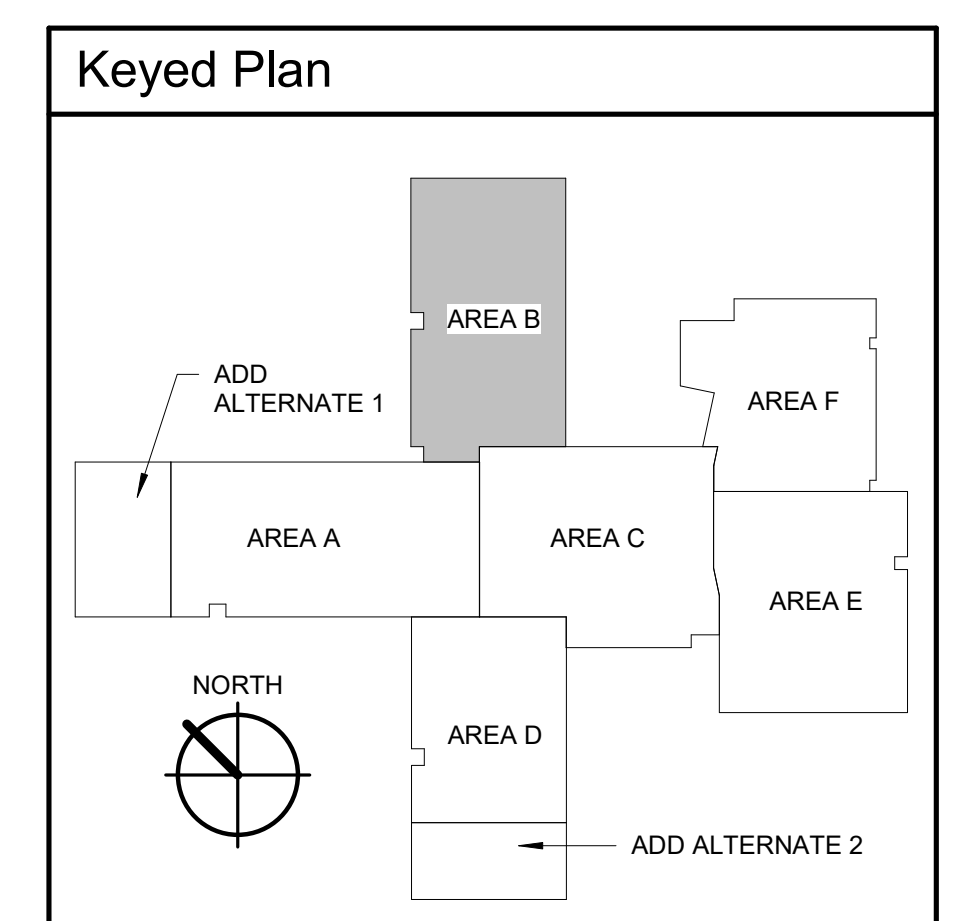 Keyed Plan
AREA B
ADD
ALTERNATE 1
AREA F
AREA A
AREA C
AREA E
NORTH
AREA D
ADD ALTERNATE 2